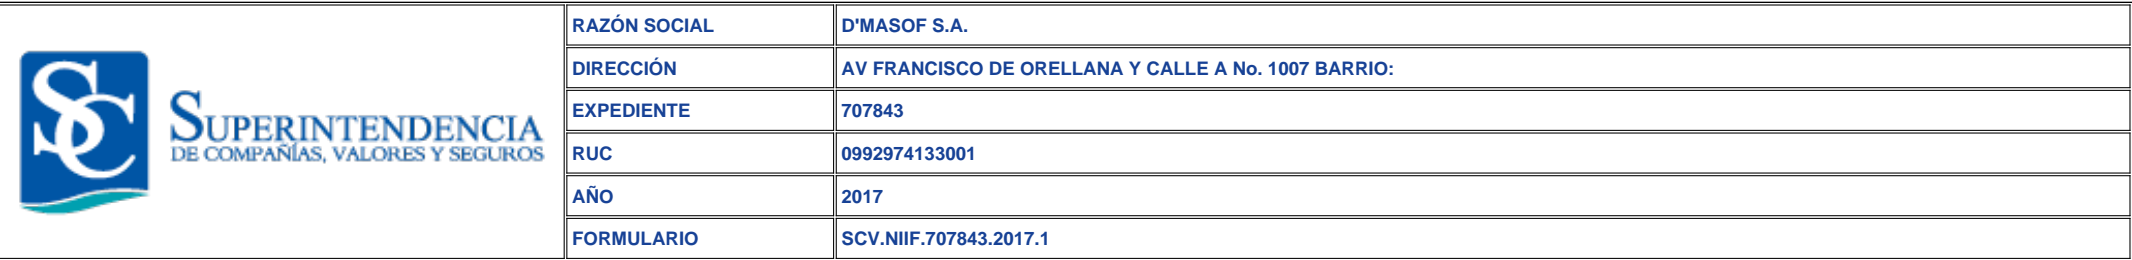 SC
SUPERINTENDENCIA
DE COMPAÑÍAS, VALORES Y SEGUROS
RAZÓN SOCIAL D'MASOF S.A.
DIRECCIÓN AV FRANCISCO DE ORELLANA Y CALLE A No. 1007 BARRIO:
EXPEDIENTE 707843
RUC 0992974133001
AÑO 2017
FORMULARIO SCV.NIIF.707843.2017.1